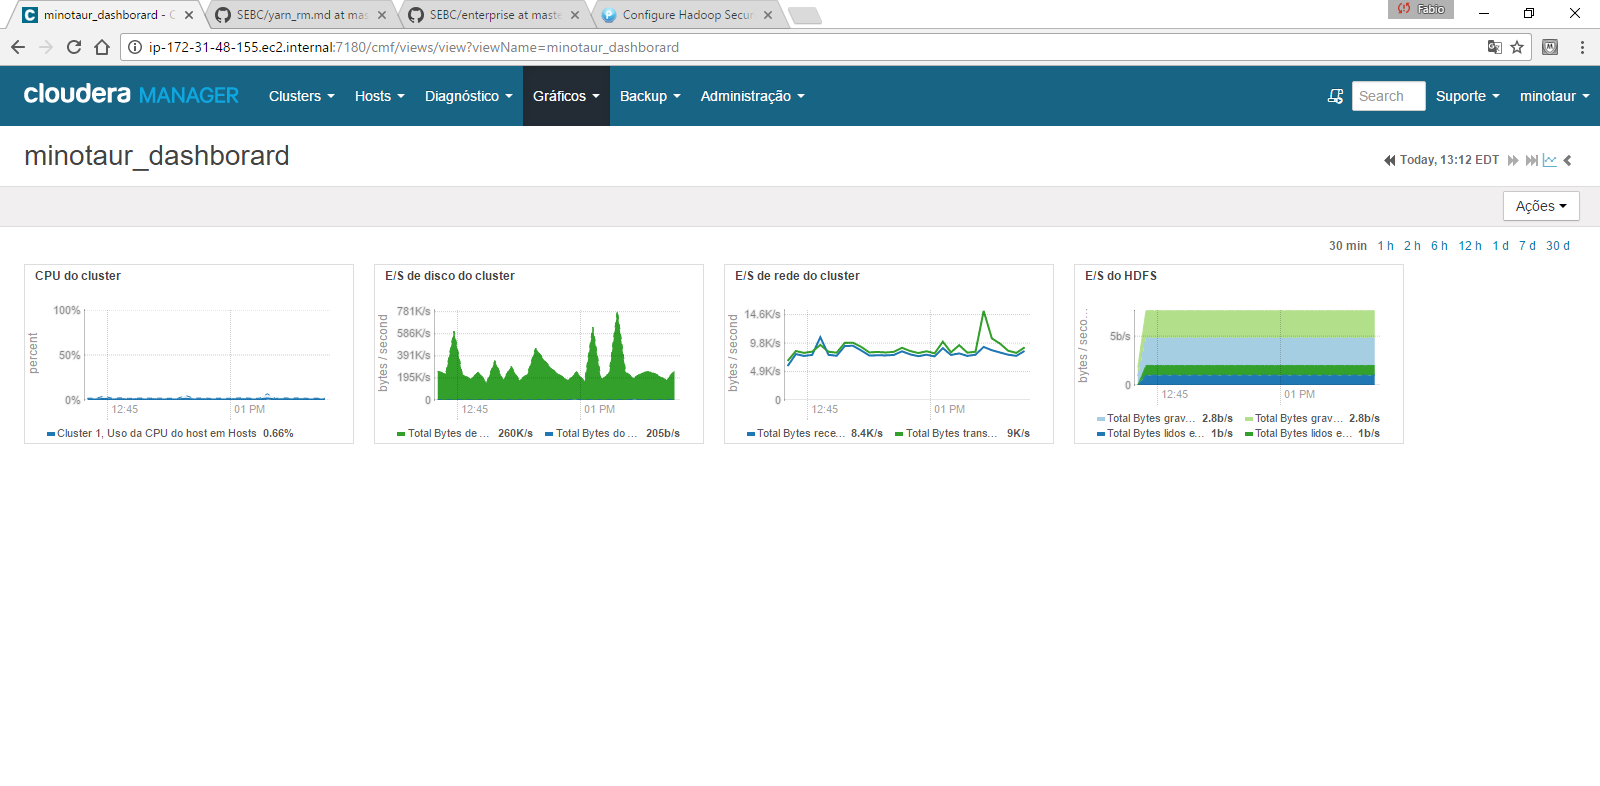 minotaur_dashborard - C
SEBC/yarn_rm.md at mas
SEBC/enterprise at maste
Configure Hadoop Secur
Fabio
ip-172-31-48-155.ec2.internal:7180/cmf/views/view?viewName=minotaur_dashborard
cloudera MANAGER
Clusters
Hosts
Diagnóstico
Gráficos
Backup
Administração
Search
Suporte
minotaur
minotaur_dashborard
Today, 13:12 EDT
Ações
30 min 1 h 2 h 6 h 12 h 1 d 7 d 30 d
CPU do cluster
percent
100%
50%
0%
12:45
01 PM
Cluster 1, Uso da CPU do host em Hosts 0.66%
E/S de disco do cluster
bytes / second
781K/s
586K/s
391K/s
195K/s
0
12:45
01 PM
Total Bytes de ... 260K/s
Total Bytes do ... 205b/s
E/S de rede do cluster
bytes / second
14.6K/s
9.8K/s
4.9K/s
0
12:45
01 PM
Total Bytes rece... 8.4K/s
Total Bytes trans... 9K/s
E/S do HDFS
bytes / seco...
5b/s
0
12:45
01 PM
Total Bytes grav... 2.8b/s
Total Bytes grav... 2.8b/s
Total Bytes lidos e... 1b/s
Total Bytes lidos e... 1b/s